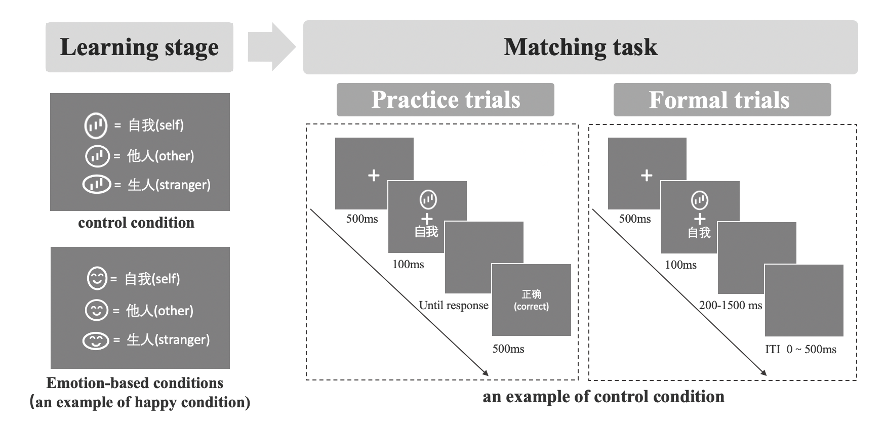 Learning stage
Matching task
Practice trials
Formal trials
= 自我(self)
= 他人(other)
= 生人(stranger)
control condition
= 自我(self)
= 他人(other)
= 生人(stranger)
Emotion-based conditions
(an example of happy condition)
+
500ms
+
自我
100ms
Until response
正确
(correct)
500ms
+
500ms
+
自我
100ms
200-1500 ms
ITI 0 ~ 500ms
an example of control condition